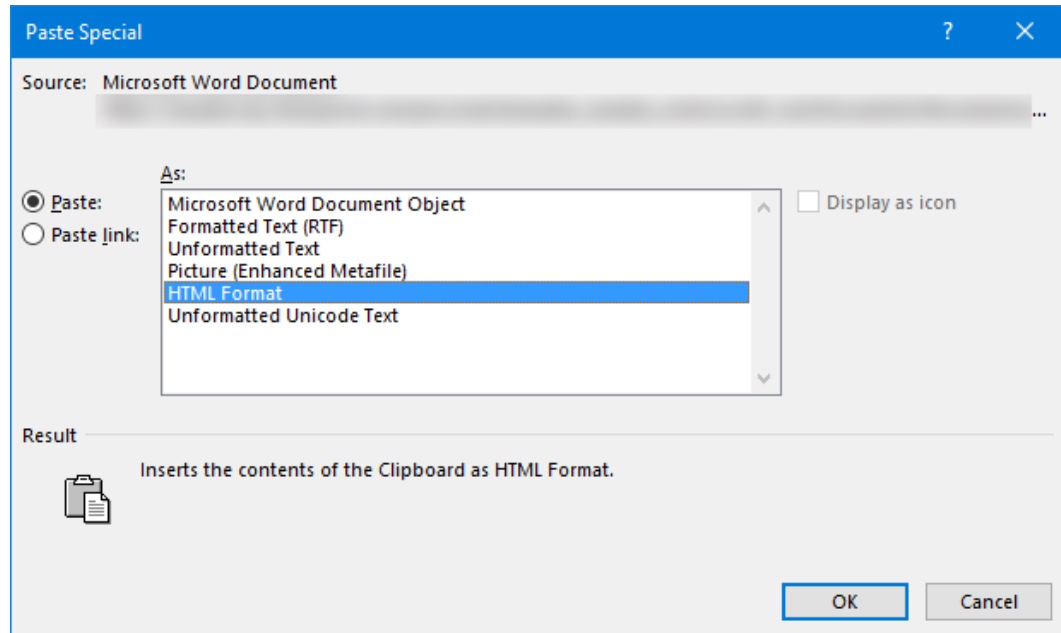 Paste Special
Source: Microsoft Word Document
...
As:
Paste:
Paste link:
Microsoft Word Document Object
Formatted Text (RTF)
Unformatted Text
Picture (Enhanced Metafile)
HTML Format
Unformatted Unicode Text
Display as icon
Result
Inserts the contents of the Clipboard as HTML Format.
OK
Cancel